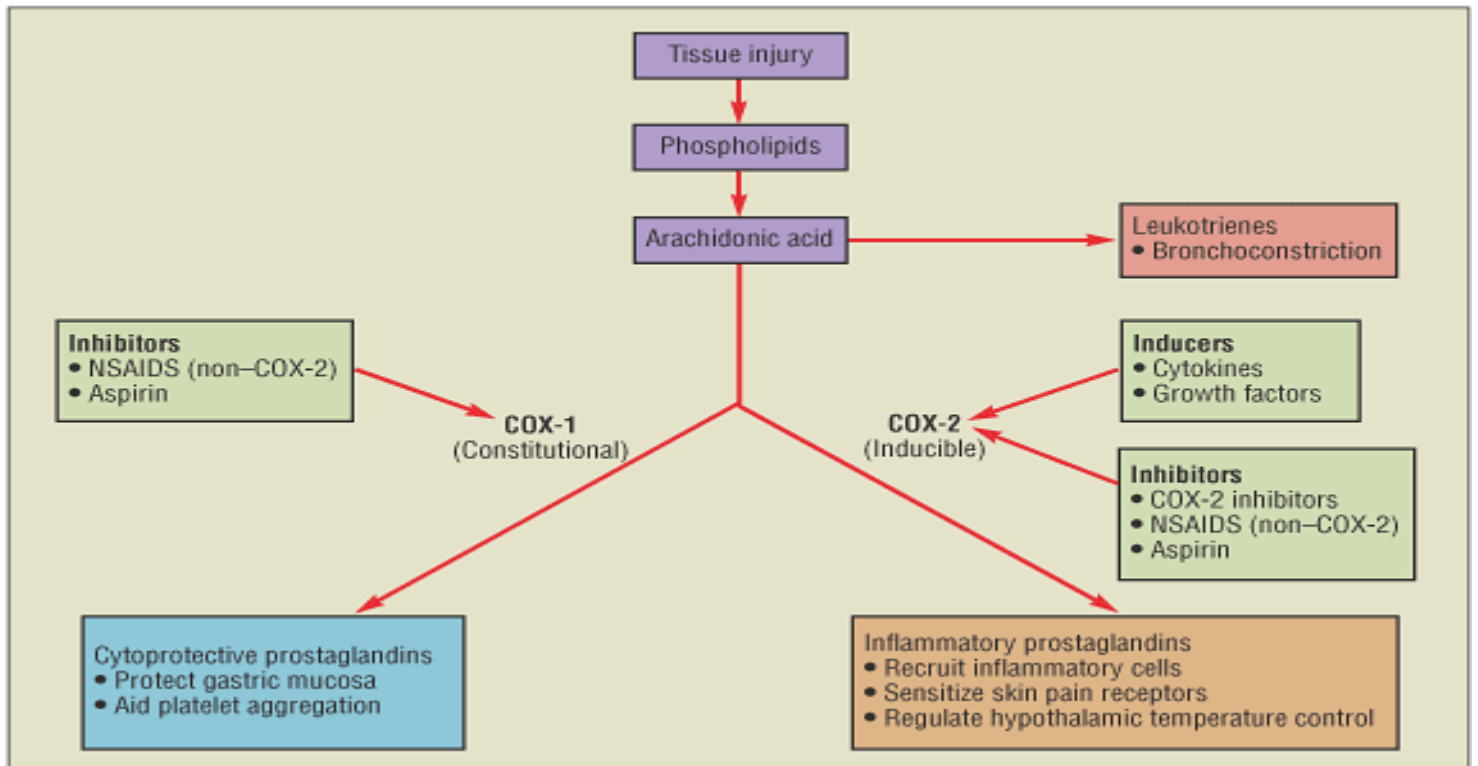 Tissue injury
Phospholipids
Arachidonic acid
Leukotrienes
• Bronchoconstriction
Inhibitors
• NSAIDS (non–COX-2)
• Aspirin
COX-1
(Constitutional)
COX-2
(Inducible)
Inducers
• Cytokines
• Growth factors
Inhibitors
• COX-2 inhibitors
• NSAIDS (non–COX-2)
• Aspirin
Cytoprotective prostaglandins
• Protect gastric mucosa
• Aid platelet aggregation
Inflammatory prostaglandins
• Recruit inflammatory cells
• Sensitize skin pain receptors
• Regulate hypothalamic temperature control